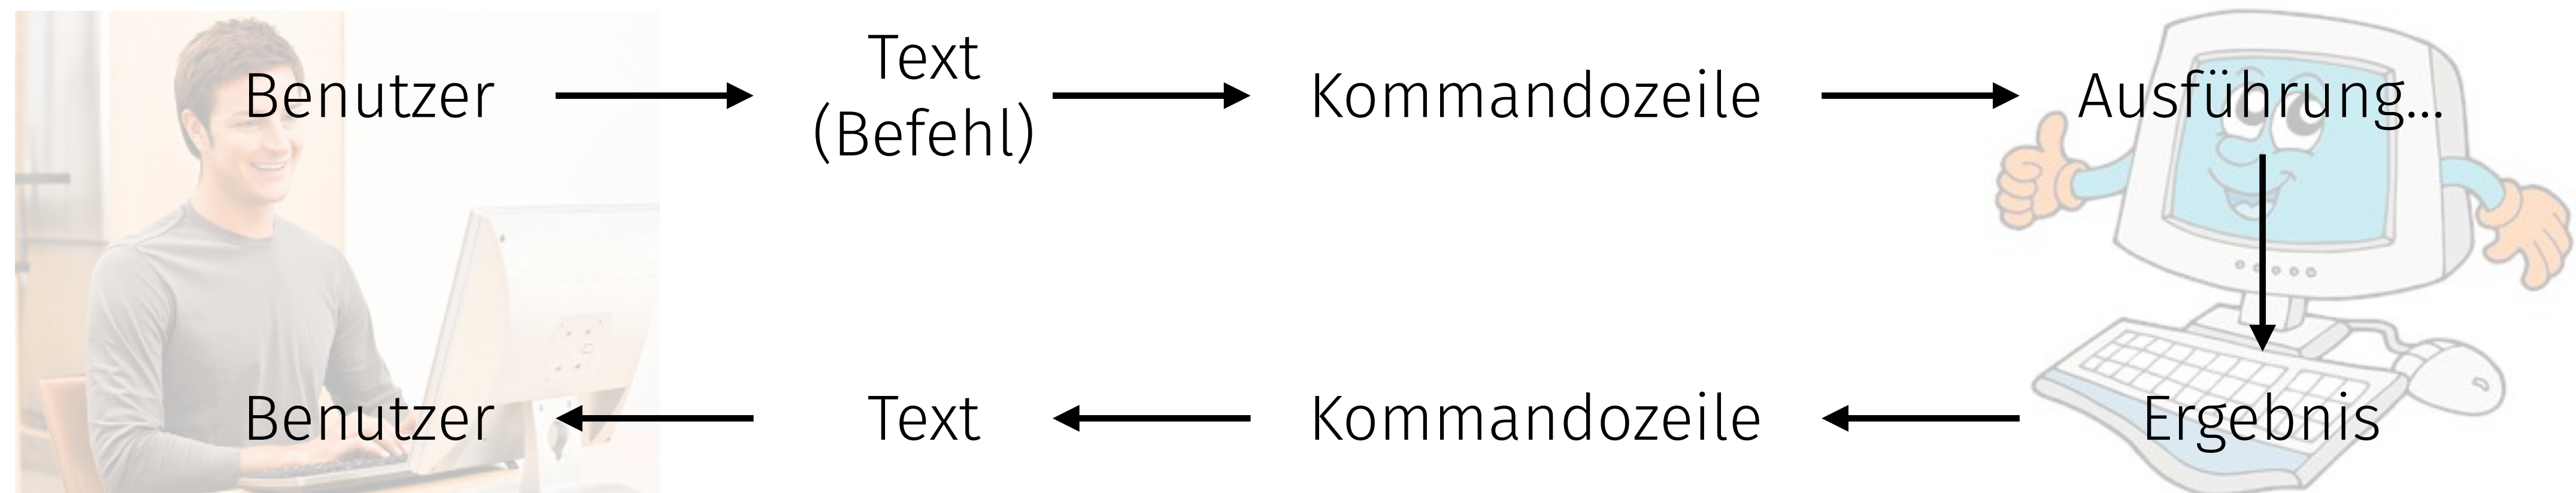 Benutzer
Text
(Befehl)
Kommandozeile
Ausführung...
Benutzer
Text
Kommandozeile
Ergebnis